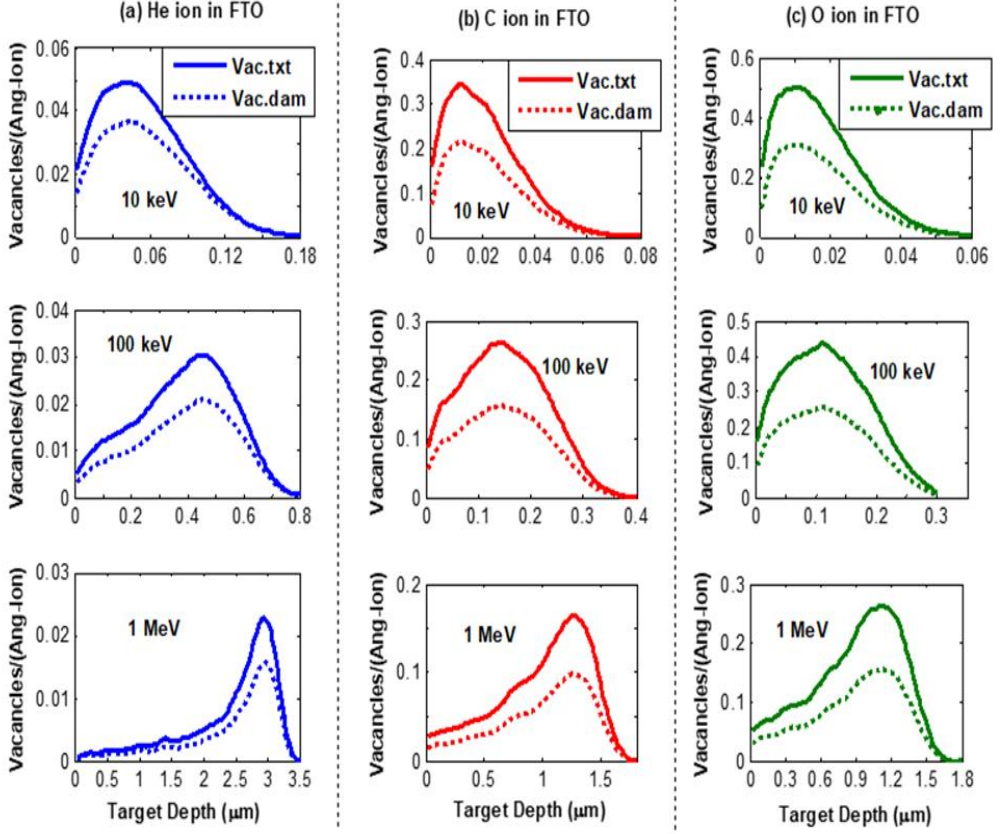 (a) He ion in FTO
Vacancies/(Ang-Ion)
0.06
0.04
0.02
0
Vac.txt
Vac.dam
10 keV
0 0.06 0.12 0.18
(b) C ion in FTO
Vacancies/(Ang-Ion)
0.4
0.3
0.2
0.1
0
Vac.txt
Vac.dam
10 keV
0 0.02 0.04 0.06 0.08
(c) O ion in FTO
Vacancies/(Ang-Ion)
0.6
0.4
0.2
0
Vac.txt
Vac.dam
10 keV
0 0.02 0.04 0.06
Vacancies/(Ang-Ion)
0.04
0.03
0.02
0.01
0
100 keV
0 0.2 0.4 0.6 0.8
Vacancies/(Ang-Ion)
0.3
0.2
0.1
0
100 keV
0 0.1 0.2 0.3 0.4
Vacancies/(Ang-Ion)
0.5
0.4
0.3
0.2
0.1
0
100 keV
0 0.1 0.2 0.3
Vacancies/(Ang-Ion)
0.03
0.02
0.01
0
1 MeV
0 0.5 1 1.5 2 2.5 3 3.5
Target Depth (μm)
Vacancies/(Ang-Ion)
0.2
0.1
0
1 MeV
0 0.5 1 1.5
Target Depth (μm)
Vacancies/(Ang-Ion)
0.3
0.2
0.1
0
1 MeV
0 0.3 0.6 0.9 1.2 1.5 1.8
Target Depth (μm)